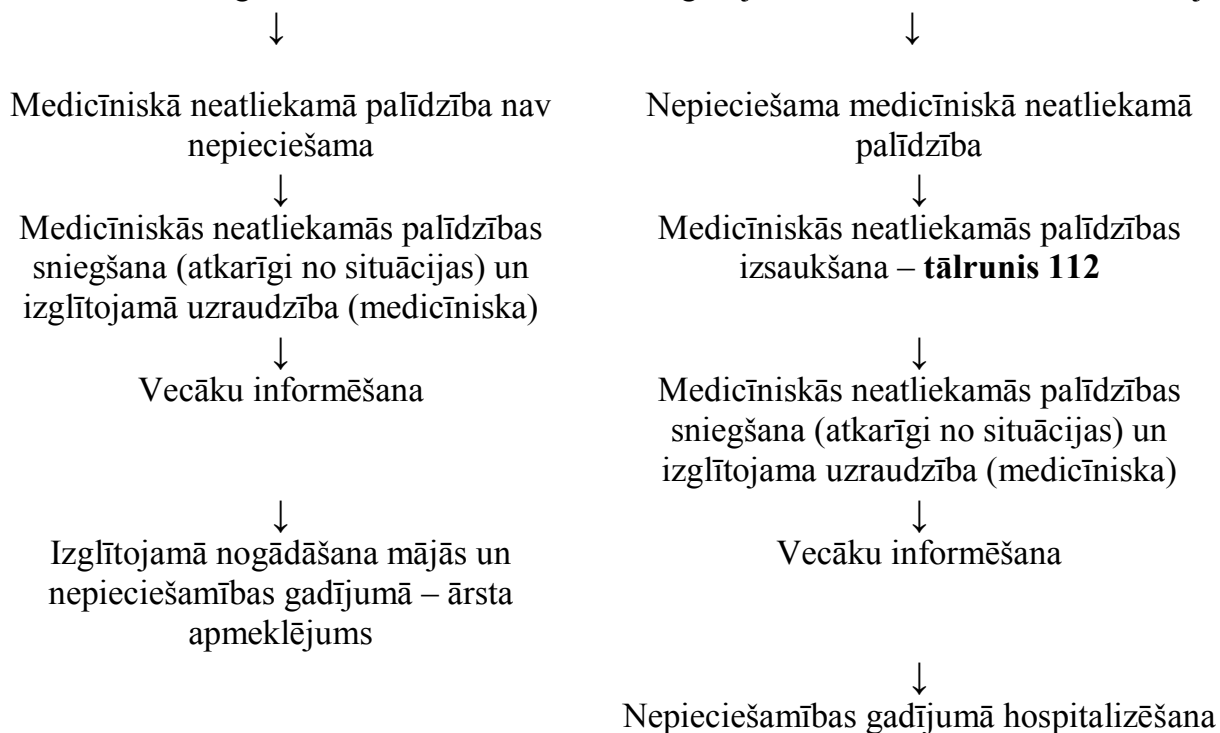 ↓
Medicīniskā neatliekamā palīdzība nav
nepieciešama
↓
Medicīniskās neatliekamās palīdzības
sniegšana (atkarīgi no situācijas) un
izglītojamā uzraudzība (medicīniska)
↓
Vecāku informēšana
↓
Izglītojamā nogādāšana mājās un
nepieciešamības gadījumā – ārsta
apmeklējums
↓
Nepieciešama medicīniskā neatliekamā
palīdzība
↓
Medicīniskās neatliekamās palīdzības
izsaukšana – tālrunis 112
↓
Medicīniskās neatliekamās palīdzības
sniegšana (atkarīgi no situācijas) un
izglītojama uzraudzība (medicīniska)
↓
Vecāku informēšana
↓
Nepieciešamības gadījumā hospitalizēšana